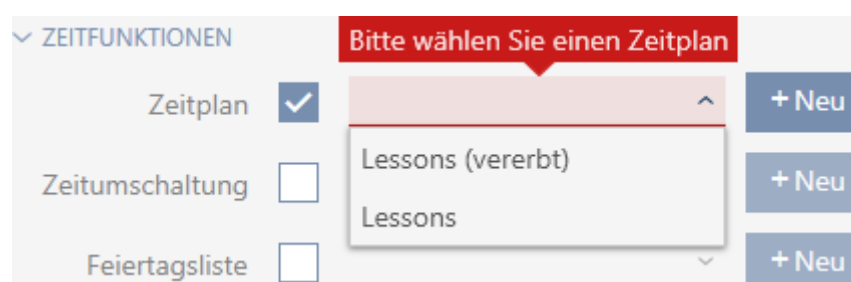 ZEITFUNKTIONEN
Bitte wählen Sie einen Zeitplan
Zeitplan
+ Neu
Lessons (vererbt)
Zeitumschaltung
+ Neu
Lessons
Feiertagsliste
+ Neu